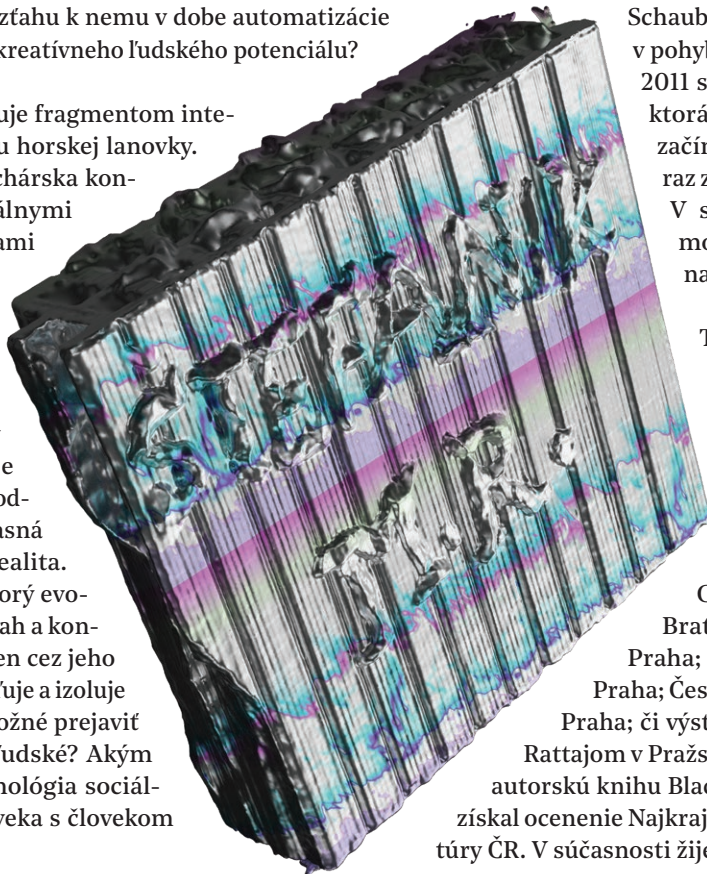 zťahu k nemu v dobe automatizácie
kreatívneho ľudského potenciálu?
uje fragmentom inte-
u horskej lanovky.
chárska kon-
álnymi
ami
e
od-
asná
ealita.
orý evo-
ah a kon-
en cez jeho
ťuje a izoluje
ožné prejaviť
ľudské? Akým
nológia sociál-
veka s človekom
STEFANIK
T.R.
Schaub
v pohyb
2011 s
ktorá
začín
raz z
V s
mo
na
T
Brat
Praha;
Praha; Čes
Praha; či výst
Rattajom v Pražs
autorskú knihu Blac
získal ocenenie Najkraj
túry ČR. V súčasnosti žije